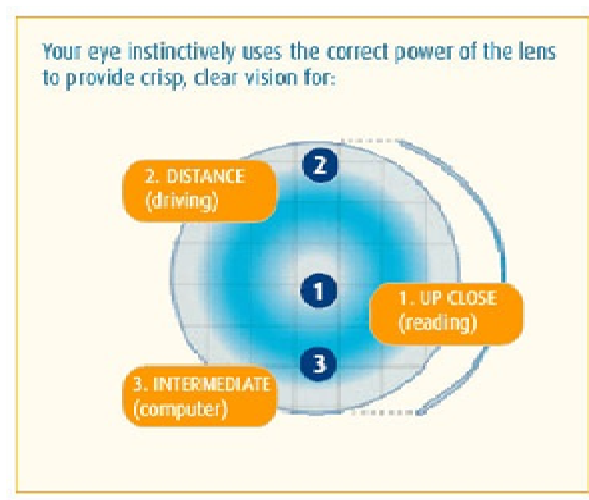 Your eye instinctively uses the correct power of the lens
to provide crisp, clear vision for:
2
2. DISTANCE
(driving)
1
1. UP CLOSE
(reading)
3
3. INTERMEDIATE
(computer)